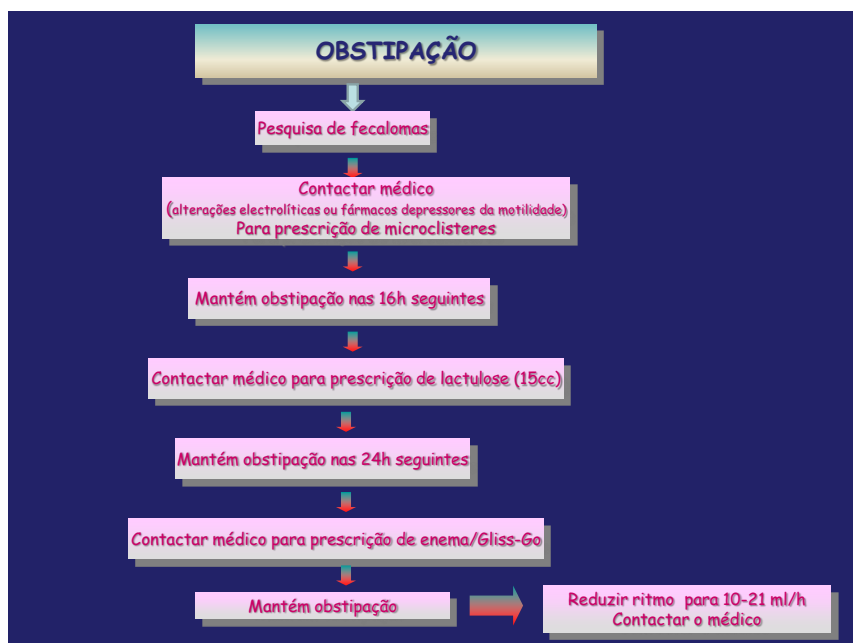 OBSTIPAÇÃO
Pesquisa de fecalomas
Contactar médico
(alterações electrolíticas ou fármacos depressores da motilidade)
Para prescrição de microclisteres
Mantém obstipação nas 16h seguintes
Contactar médico para prescrição de lactulose (15cc)
Mantém obstipação nas 24h seguintes
Contactar médico para prescrição de enema/Gliss-Go
Mantém obstipação
Reduzir ritmo para 10-21 ml/h
Contactar o médico